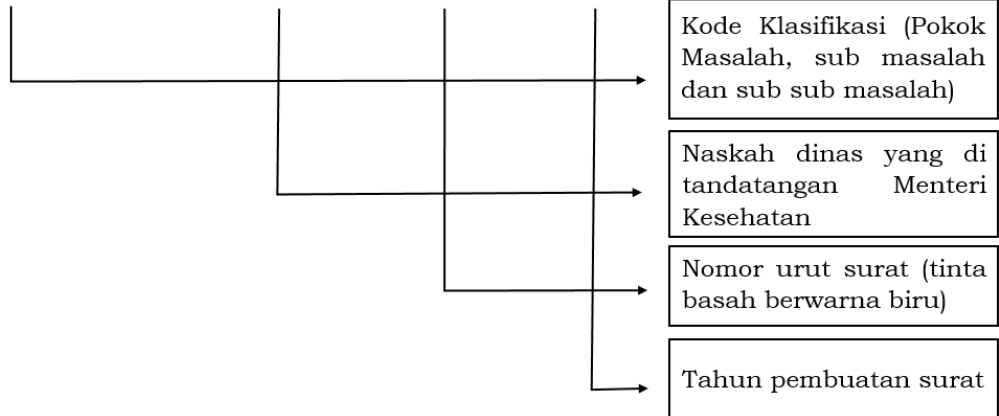 Kode Klasifikasi (Pokok
Masalah, sub masalah
dan sub sub masalah)
Naskah dinas yang di
tandatangan Menteri
Kesehatan
Nomor urut surat (tinta
basah berwarna biru)
Tahun pembuatan surat